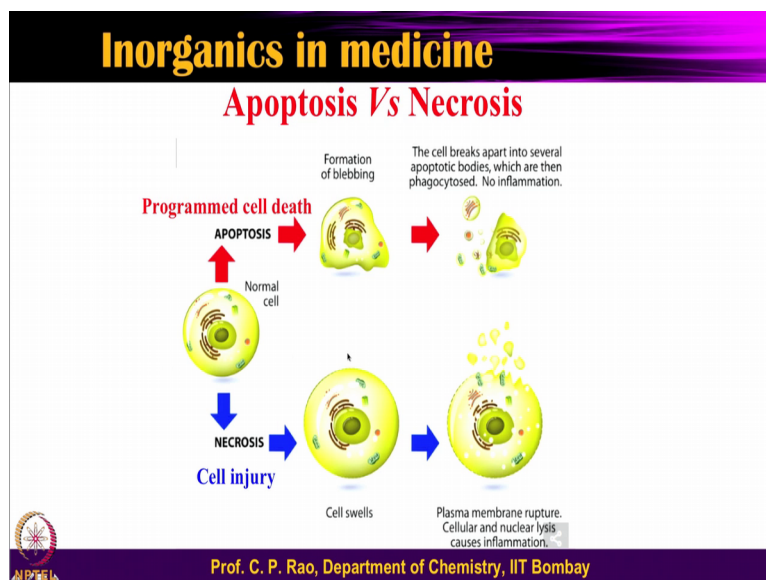 Inorganics in medicine
Apoptosis Vs Necrosis
Formation
of blebbing
The cell breaks apart into several
apoptotic bodies, which are then
phagocytosed. No inflammation.
Programmed cell death
APOPTOSIS
Normal
cell
NECROSIS
Cell injury
Cell swells
Plasma membrane rupture.
Cellular and nuclear lysis
causes inflammation.
NPTEL
Prof. C. P. Rao, Department of Chemistry, IIT Bombay